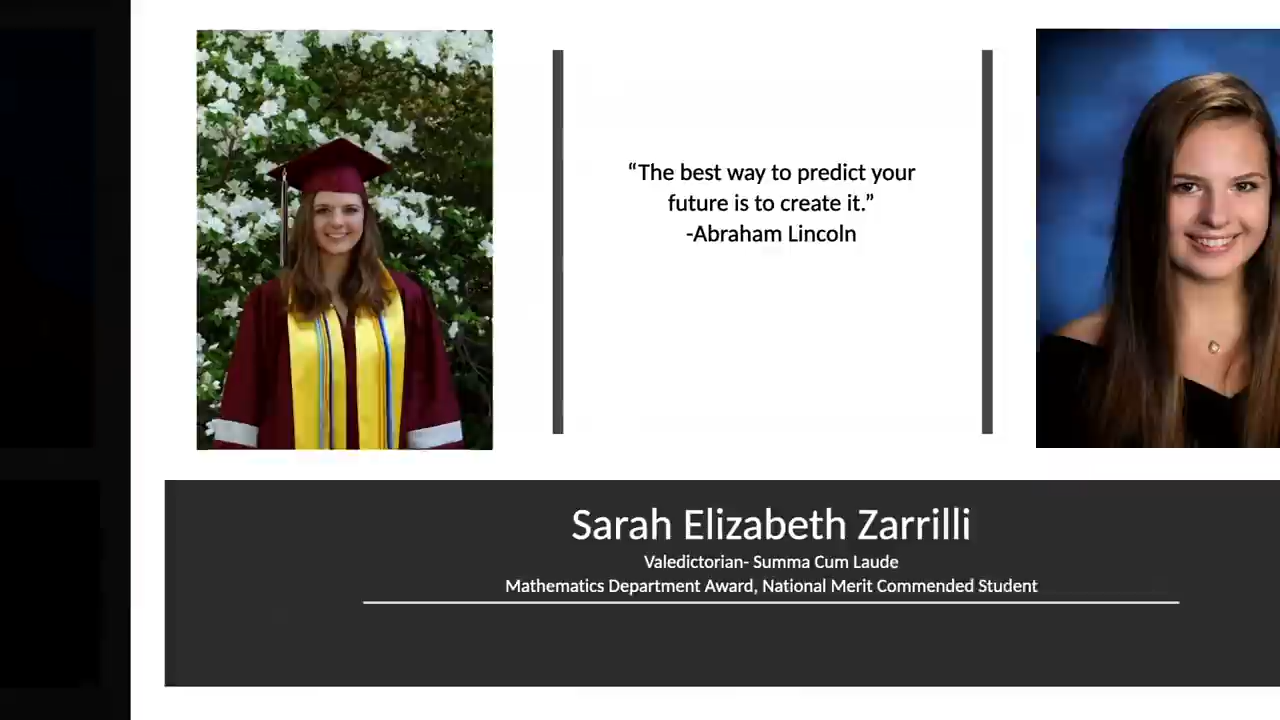 “The best way to predict your
future is to create it.”
-Abraham Lincoln
Sarah Elizabeth Zarrilli
Valedictorian- Summa Cum Laude
Mathematics Department Award, National Merit Commended Student